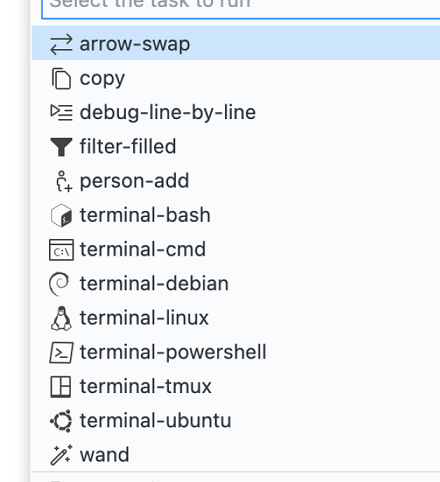 Select the task to run
arrow-swap
copy
debug-line-by-line
filter-filled
person-add
terminal-bash
C:\ terminal-cmd
terminal-debian
terminal-linux
terminal-powershell
terminal-tmux
terminal-ubuntu
wand